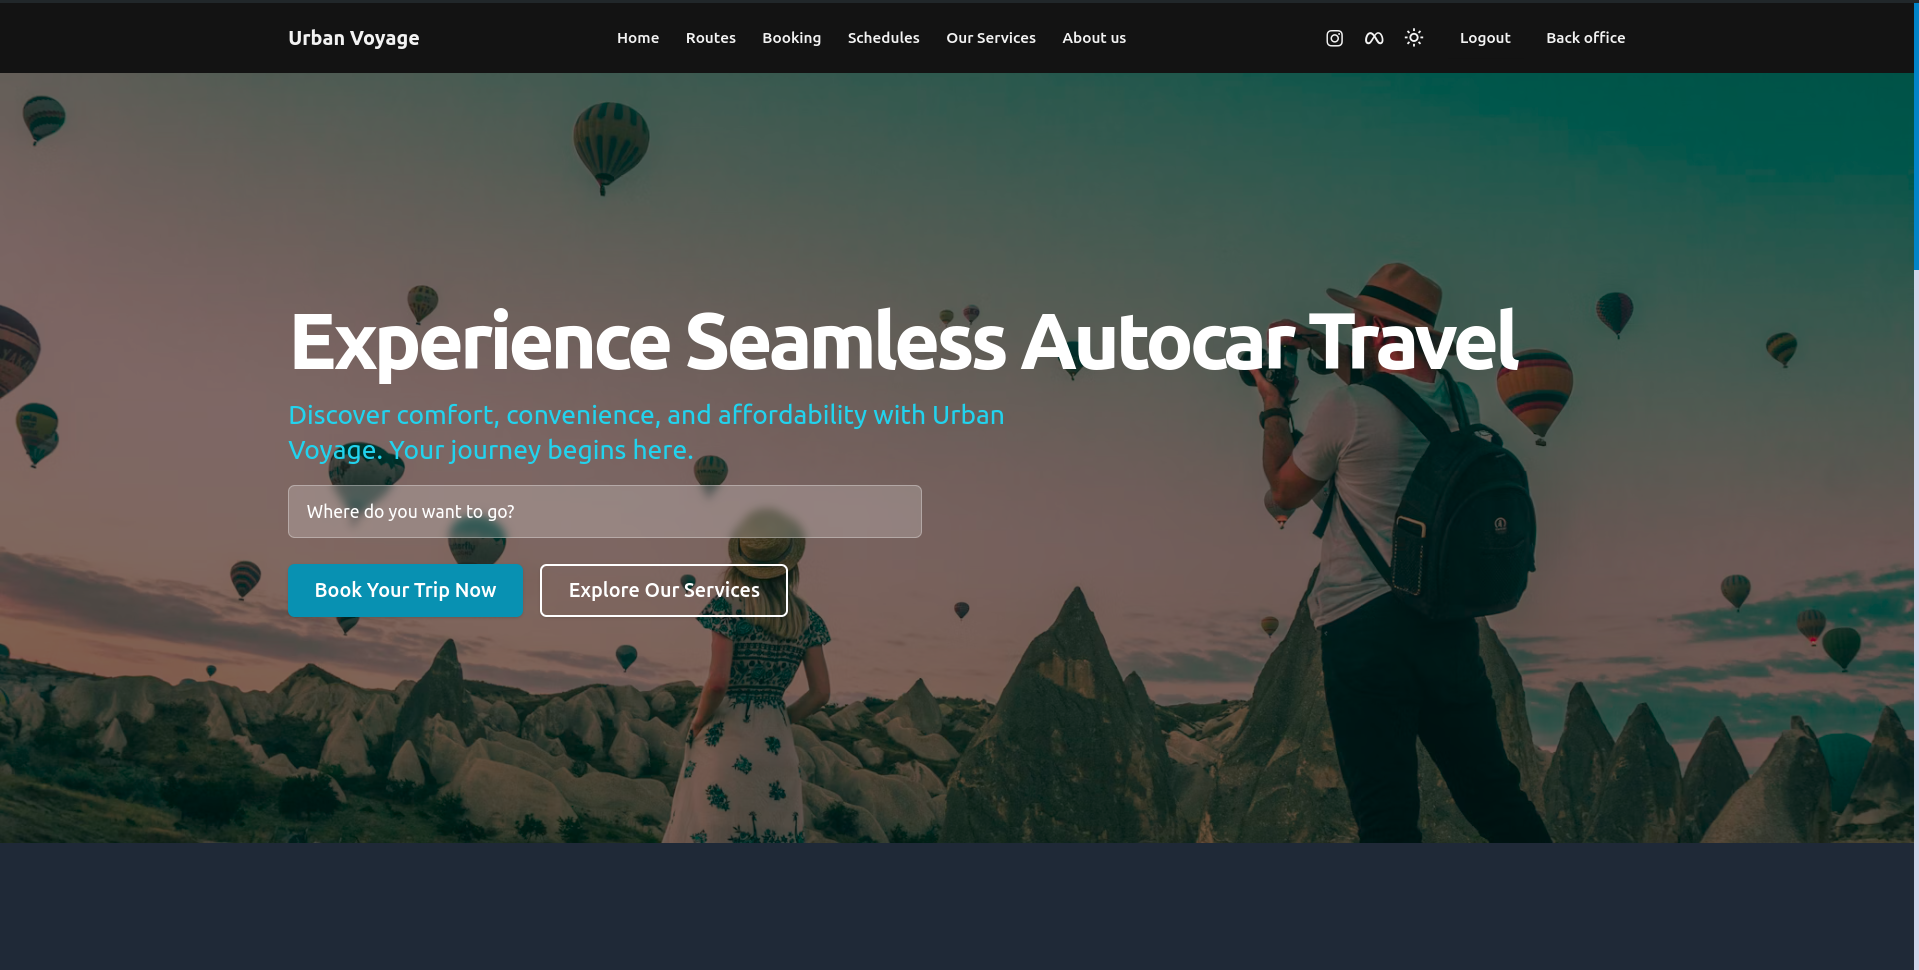 Urban Voyage
Home Routes Booking Schedules Our Services About us
Logout Back office
Experience Seamless Autocar Travel
Discover comfort, convenience, and affordability with Urban
Voyage. Your journey begins here.
Where do you want to go?
Book Your Trip Now
Explore Our Services